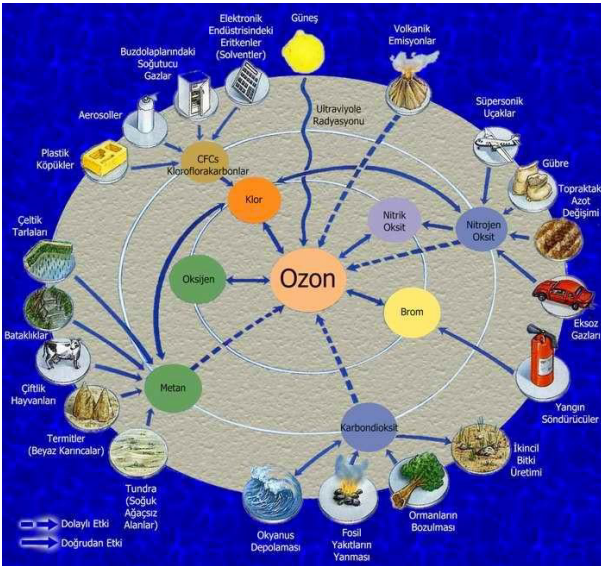 Elektronik
Endüstrisindeki
Eritkenler
(Solventler)
Güneş
Volkanik
Emisyonlar
Buzdolaplarındaki
Soğutucu
Gazlar
Aerosoller
Plastik
Köpükler
Ultraviyole
Radyasyonu
Süpersonik
Uçaklar
Gübre
Topraktaki
Azot
Değişimi
CFCs
Kloroflorakarbonlar
Klor
Nitrik
Oksit
Nitrojen
Oksit
Çeltik
Tarlaları
Oksijen
Ozon
Brom
Eksoz
Gazları
Bataklıklar
Çiftlik
Hayvanları
Metan
Yangın
Söndürücüler
Termitler
(Beyaz Karıncalar)
Karbondioksit
İkincil
Bitki
Üretimi
Tundra
(Soğuk
Ağaçsız
Alanlar)
Okyanus
Depolaması
Fosil
Yakıtların
Yanması
Ormanların
Bozulması
Dolaylı Etki
Doğrudan Etki